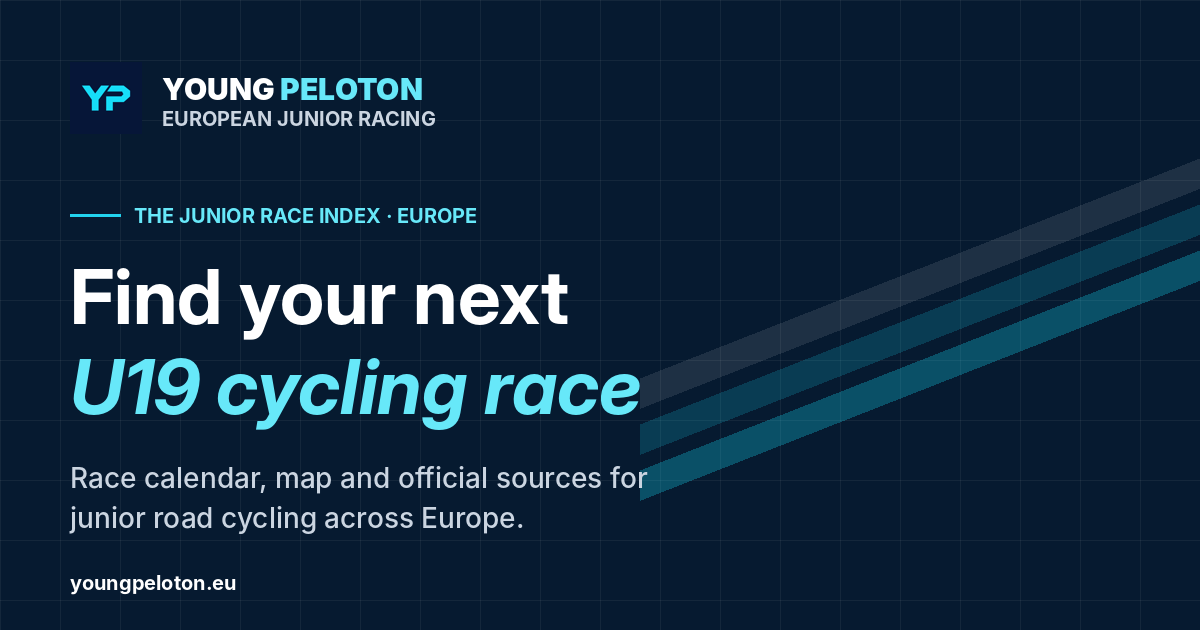 YP
YOUNG PELOTON
EUROPEAN JUNIOR RACING
THE JUNIOR RACE INDEX · EUROPE
Find your next
U19 cycling race
Race calendar, map and official sources for
junior road cycling across Europe.
youngpeloton.eu